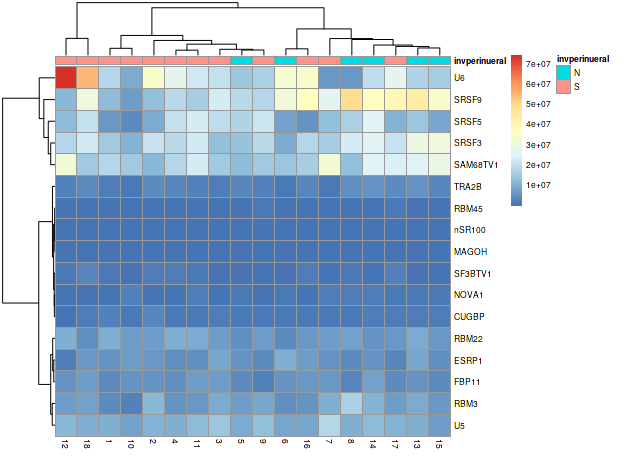 invperinueral
U6
SRSF9
SRSF5
SRSF3
SAM68TV1
TRA2B
RBM45
nSR100
MAGOH
SF3BTV1
NOVA1
CUGBP
RBM22
ESRP1
FBP11
RBM3
U5
12 18 1 10 2 4 11 3 5 9 6 16 7 8 14 17 13 15
7e+07
6e+07
5e+07
4e+07
3e+07
2e+07
1e+07
invperinueral
N
S